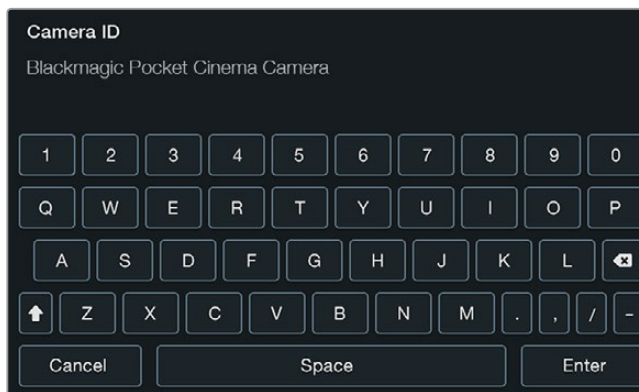 Camera ID
Blackmagic Pocket Cinema Camera
1 2 3 4 5 6 7 8 9 0
Q W E R T Y U I O P
A S D F G H J K L
Z X C V B N M . , / -
Cancel Space Enter